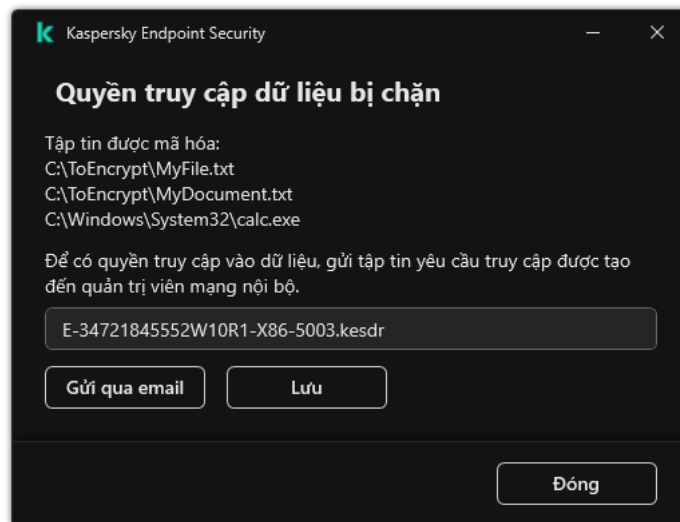 Kaspersky Endpoint Security
Quyền truy cập dữ liệu bị chặn
Tập tin được mã hóa:
C:\ToEncrypt\MyFile.txt
C:\ToEncrypt\MyDocument.txt
C:\Windows\System32\calc.exe
Để có quyền truy cập vào dữ liệu, gửi tập tin yêu cầu truy cập được tạo
đến quản trị viên mạng nội bộ.
E-34721845552W10R1-X86-5003.kesdr
Gửi qua email
Lưu
Đóng